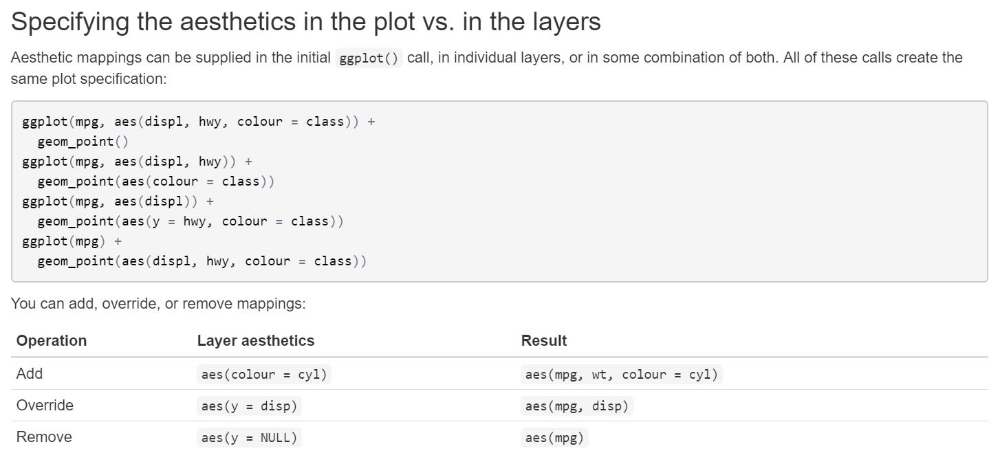 Specifying the aesthetics in the plot vs. in the layers
Aesthetic mappings can be supplied in the initial ggplot() call, in individual layers, or in some combination of both. All of these calls create the
same plot specification:
ggplot(mpg, aes(displ, hwy, colour = class)) +
  geom_point()
ggplot(mpg, aes(displ, hwy)) +
  geom_point(aes(colour = class))
ggplot(mpg, aes(displ)) +
  geom_point(aes(y = hwy, colour = class))
ggplot(mpg) +
  geom_point(aes(displ, hwy, colour = class))
You can add, override, or remove mappings:
Operation Layer aesthetics Result
Add aes(colour = cyl) aes(mpg, wt, colour = cyl)
Override aes(y = disp) aes(mpg, disp)
Remove aes(y = NULL) aes(mpg)